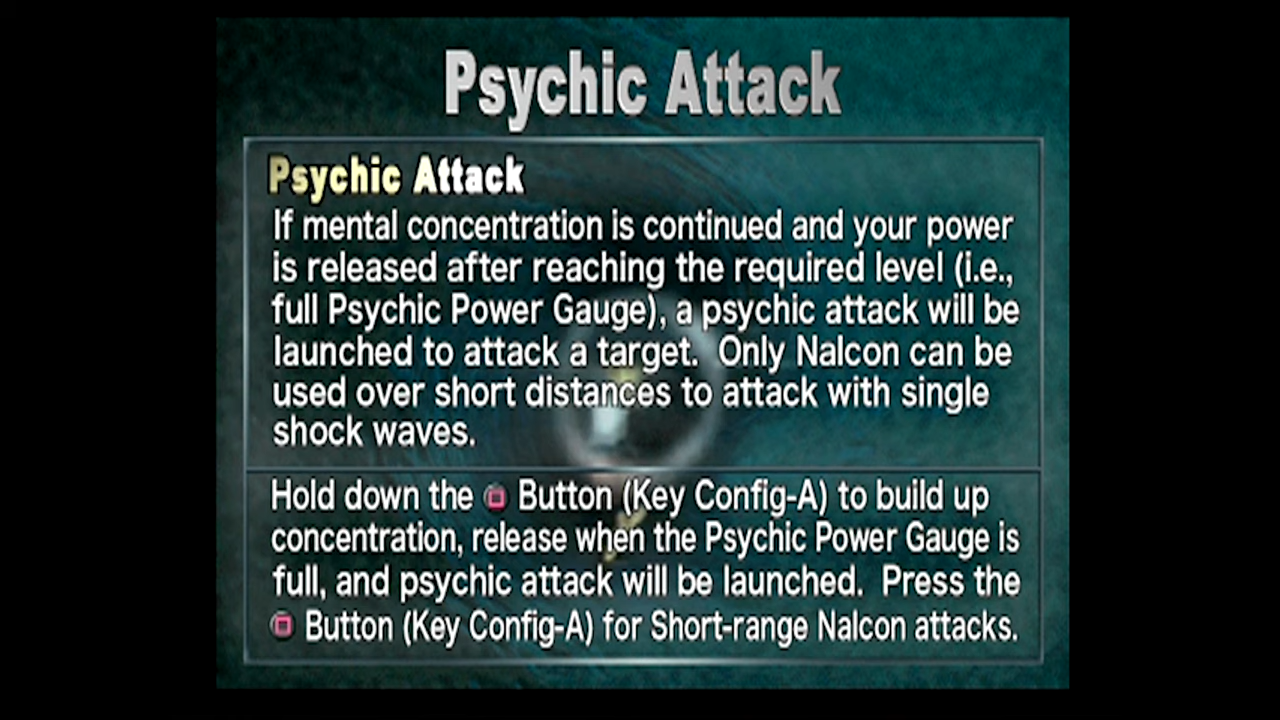 Psychic Attack
Psychic Attack
If mental concentration is continued and your power
is released after reaching the required level (i.e.,
full Psychic Power Gauge), a psychic attack will be
launched to attack a target. Only Nalcon can be
used over short distances to attack with single
shock waves.
Hold down the Button (Key Config-A) to build up
concentration, release when the Psychic Power Gauge is
full, and psychic attack will be launched. Press the
Button (Key Config-A) for Short-range Nalcon attacks.